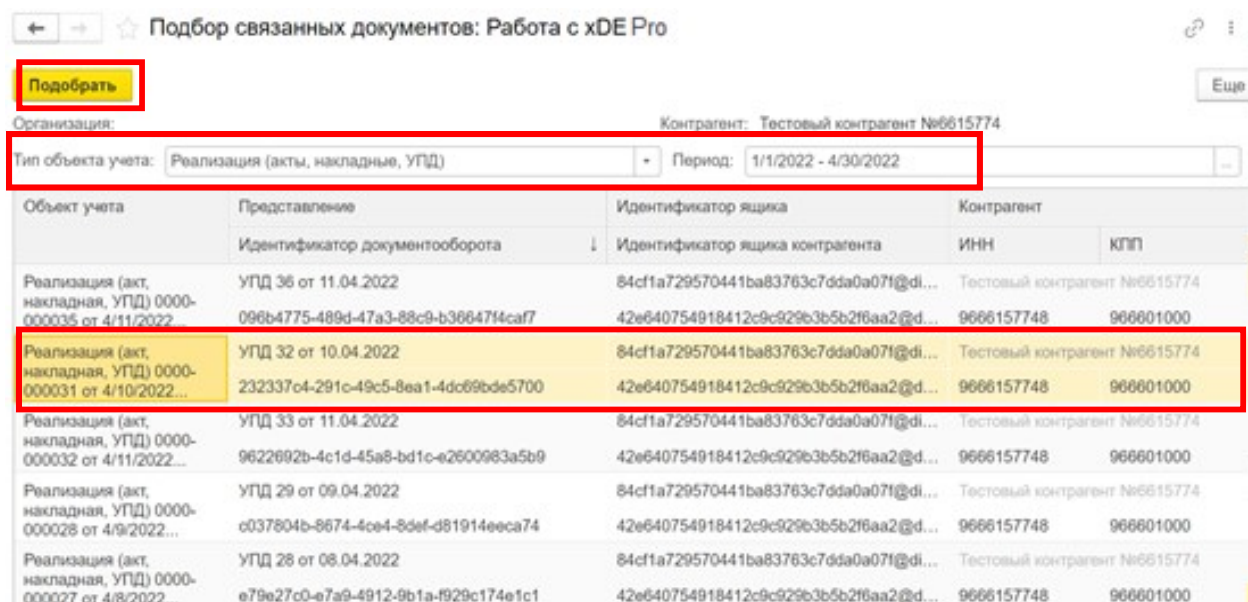 Подбор связанных документов: Работа с xDE Pro
Подобрать
Еще
Организация:
Контрагент: Тестовый контрагент №6615774
Тип объекта учета: Реализация (акты, накладные, УПД)
Период: 1/1/2022 - 4/30/2022
Объект учета
Представление
Идентификатор ящика
Контрагент
Идентификатор документооборота
Идентификатор ящика контрагента
ИНН
КПП
Реализация (акт,
накладная, УПД) 0000-
000035 от 4/11/2022...
УПД 36 от 11.04.2022
84cf1a729570441ba83763c7dda0a07f@di...
Тестовый контрагент №6615774
096b4775-489d-47a3-88c9-b36647f4caf7
42e640754918412c9c929b3b5b2f6aa2@d...
9666157748
966601000
Реализация (акт,
накладная, УПД) 0000-
000031 от 4/10/2022...
УПД 32 от 10.04.2022
84cf1a729570441ba83763c7dda0a07f@di...
Тестовый контрагент №6615774
232337c4-291c-49c5-8ea1-4dc69bde5700
42e640754918412c9c929b3b5b2f6aa2@d...
9666157748
966601000
Реализация (акт,
накладная, УПД) 0000-
000032 от 4/11/2022...
УПД 33 от 11.04.2022
84cf1a729570441ba83763c7dda0a07f@di...
Тестовый контрагент №6615774
9622692b-4c1d-45a8-bd1c-e2600983a5b9
42e640754918412c9c929b3b5b2f6aa2@d...
9666157748
966601000
Реализация (акт,
накладная, УПД) 0000-
000028 от 4/9/2022...
УПД 29 от 09.04.2022
84cf1a729570441ba83763c7dda0a07f@di...
Тестовый контрагент №6615774
c037804b-8674-4ce4-8def-d81914eeca74
42e640754918412c9c929b3b5b2f6aa2@d...
9666157748
966601000
Реализация (акт,
накладная, УПД) 0000-
000027 от 4/8/2022...
УПД 28 от 08.04.2022
84cf1a729570441ba83763c7dda0a07f@di...
Тестовый контрагент №6615774
e79e27c0-e7a9-4912-9b1a-f929c174e1c1
42e640754918412c9c929b3b5b2f6aa2@d...
9666157748
966601000